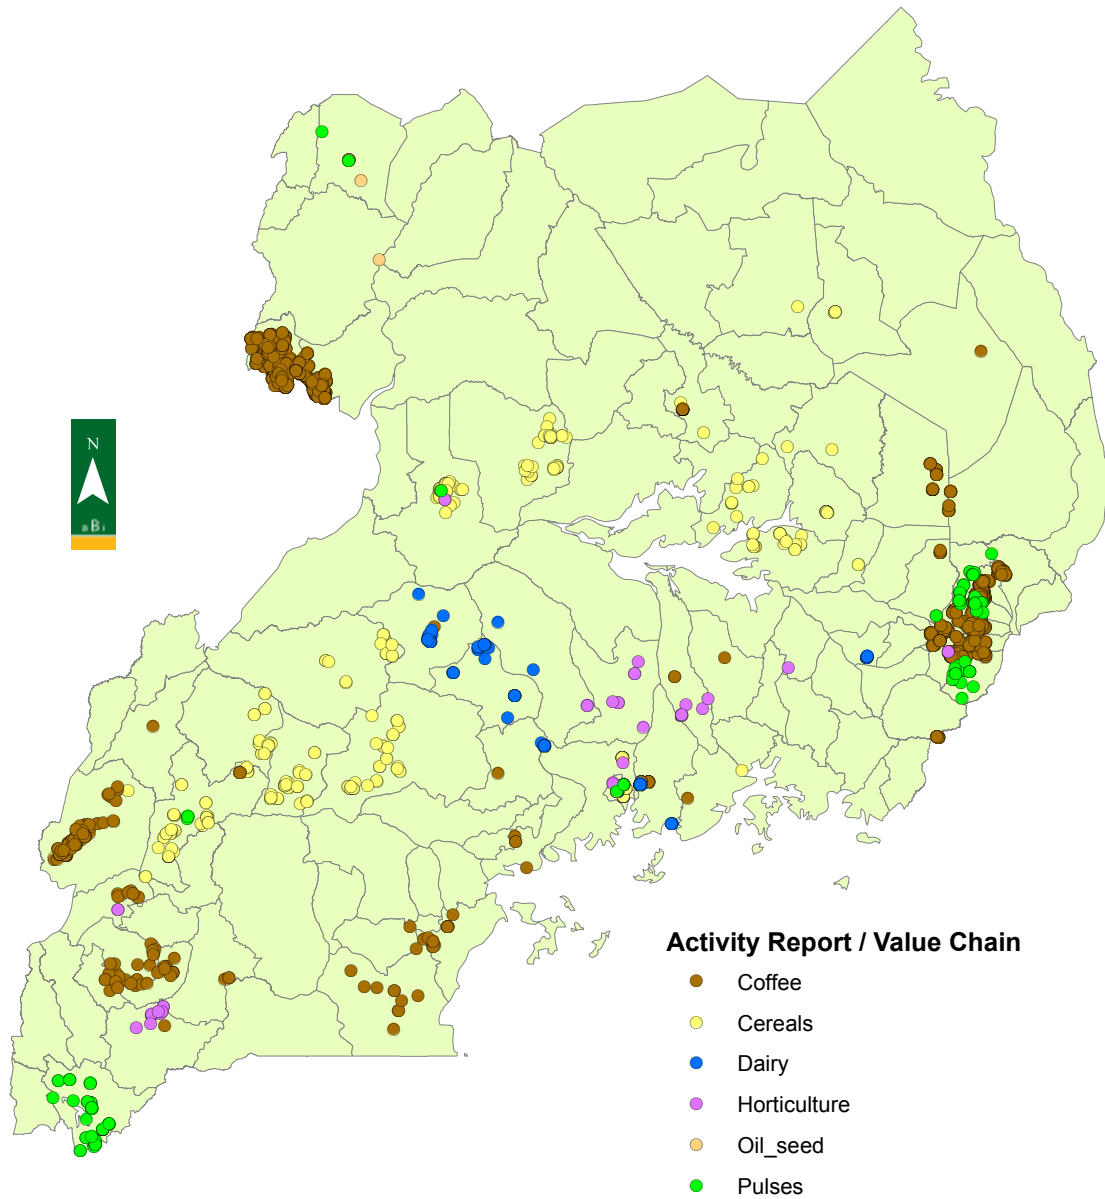 N
aBi
Activity Report / Value Chain
Coffee
Cereals
Dairy
Horticulture
Oil_seed
Pulses